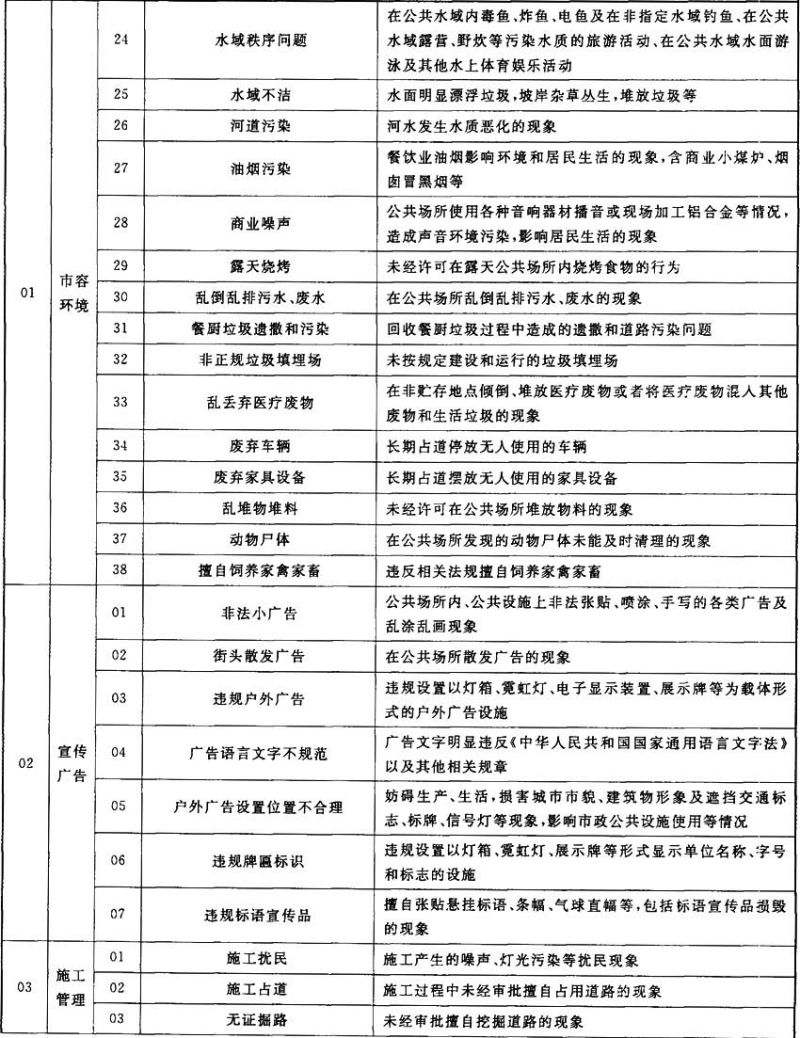 24 水域秩序问题 在公共水域内毒鱼、炸鱼、电鱼及在非指定水域钓鱼、在公共
水域露营、野炊等污染水质的旅游活动、在公共水域水面游
泳及其他水上体育娱乐活动
25 水域不洁 水面明显漂浮垃圾,坡岸杂草丛生,堆放垃圾等
26 河道污染 河水发生水质恶化的现象
27 油烟污染 餐饮业油烟影响环境和居民生活的现象,含商业小煤炉、烟
囱冒黑烟等
28 商业噪声 公共场所使用各种音响器材播音或现场加工铝合金等情况,
造成声音环境污染,影响居民生活的现象
29 露天烧烤 未经许可在露天公共场所内烧烤食物的行为
01 市容
环境
30 乱倒乱排污水、废水 在公共场所乱倒乱排污水、废水的现象
31 餐厨垃圾遗撒和污染 回收餐厨垃圾过程中造成的遗撒和道路污染问题
32 非正规垃圾填埋场 未按规定建设和运行的垃圾填埋场
33 乱丢弃医疗废物 在非贮存地点倾倒、堆放医疗废物或者将医疗废物混人其他
废物和生活垃圾的现象
34 废弃车辆 长期占道停放无人使用的车辆
35 废弃家具设备 长期占道摆放无人使用的家具设备
36 乱堆物堆料 未经许可在公共场所堆放物料的现象
37 动物尸体 在公共场所发现的动物尸体未能及时清理的现象
38 擅自饲养家禽家畜 违反相关法规擅自饲养家禽家畜
01 非法小广告 公共场所内、公共设施上非法张贴、喷涂、手写的各类广告及
乱涂乱画现象
02 街头散发广告 在公共场所散发广告的现象
03 违规户外广告 违规设置以灯箱、霓虹灯、电子显示装置、展示牌等为载体形
式的户外广告设施
02 宣传
广告
04 广告语言文字不规范 广告文字明显违反《中华人民共和国国家通用语言文字法》
以及其他相关规章
05 户外广告设置位置不合理 妨碍生产、生活,损害城市市貌、建筑物形象及遮挡交通标
志、标牌、信号灯等现象,影响市政公共设施使用等情况
06 违规牌匾标识 违规设置以灯箱、霓虹灯、展示牌等形式显示单位名称、字号
和标志的设施
07 违规标语宣传品 擅自张贴悬挂标语、条幅、气球直幅等,包括标语宣传品损毁
的现象
01 施工扰民 施工产生的噪声、灯光污染等扰民现象
03 施工
管理
02 施工占道 施工过程中未经审批擅自占用道路的现象
03 无证掘路 未经审批擅自挖掘道路的现象